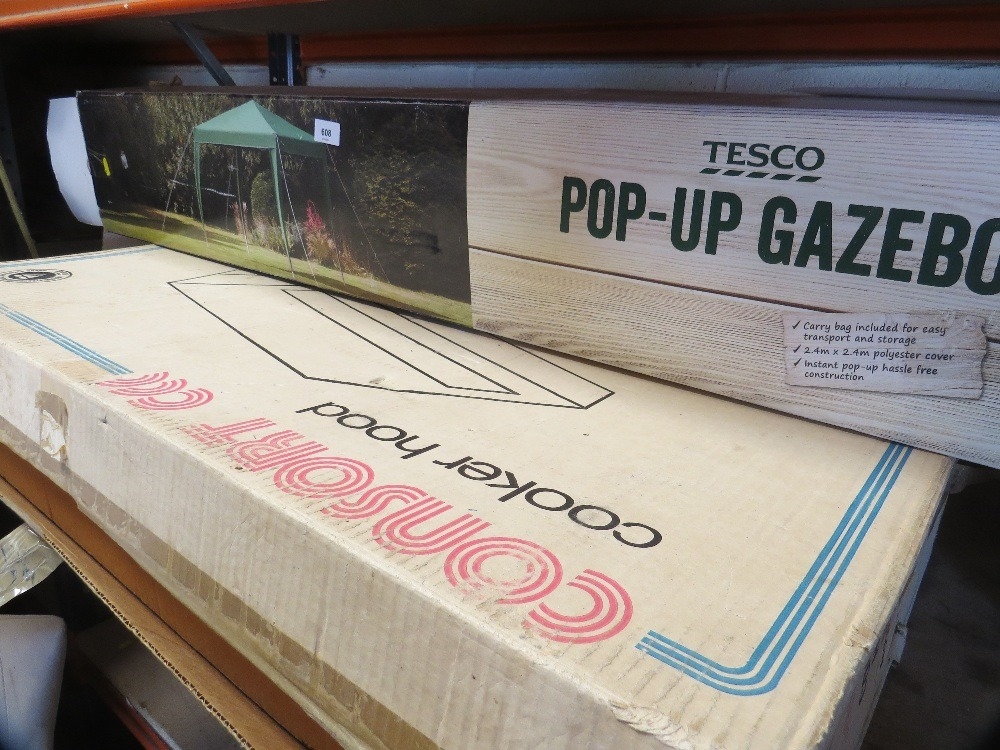 608
TESCO
POP-UP GAZEBO
✓ Carry bag included for easy
transport and storage
✓ 2.4m x 2.4m polyester cover
✓ Instant pop-up hassle free
construction
cooker hood
CONSORT